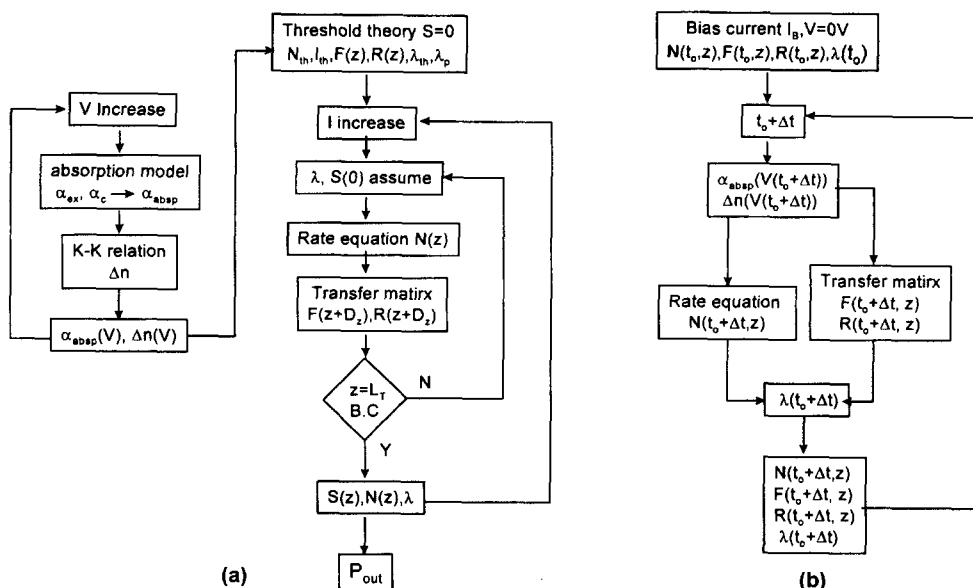 Threshold theory S=0
N_th,I_th,F(z),R(z),λ_th,λ_p
V Increase
absorption model
α_ex, α_c → α_absp
K-K relation
Δn
α_absp(V), Δn(V)
I increase
λ, S(0) assume
Rate equation N(z)
Transfer matirx
F(z+D_z),R(z+D_z)
z=L_T
B.C
N
Y
S(z),N(z),λ
P_out
(a)
Bias current I_B,V=0V
N(t_o,z),F(t_o,z),R(t_o,z),λ(t_o)
t_o+Δt
α_absp(V(t_o+Δt))
Δn(V(t_o+Δt))
Rate equation
N(t_o+Δt,z)
Transfer matirx
F(t_o+Δt, z)
R(t_o+Δt, z)
λ(t_o+Δt)
N(t_o+Δt,z)
F(t_o+Δt, z)
R(t_o+Δt, z)
λ(t_o+Δt)
(b)